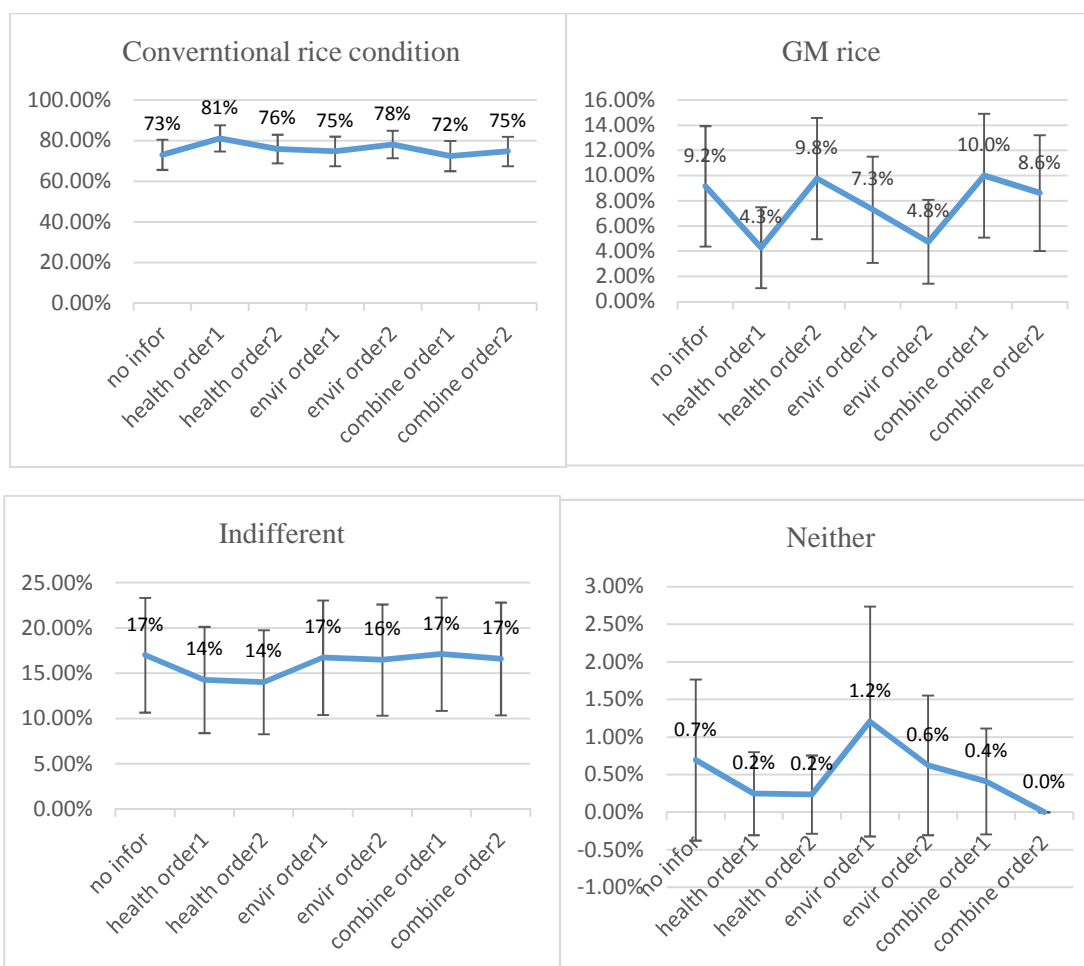 Converntional rice condition
100.00%
80.00%
60.00%
40.00%
20.00%
0.00%
73%
81%
76%
75%
78%
72%
75%
no infor
health order1
health order2
envir order1
envir order2
combine order1
combine order2
GM rice
16.00%
14.00%
12.00%
10.00%
8.00%
6.00%
4.00%
2.00%
0.00%
9.2%
4.3%
9.8%
7.3%
4.8%
10.0%
8.6%
no infor
health order1
health order2
envir order1
envir order2
combine order1
combine order2
Indifferent
25.00%
20.00%
15.00%
10.00%
5.00%
0.00%
17%
14%
14%
17%
16%
17%
17%
no infor
health order1
health order2
envir order1
envir order2
combine order1
combine order2
Neither
3.00%
2.50%
2.00%
1.50%
1.00%
0.50%
0.00%
-0.50%
-1.00%
0.7%
0.2%
0.2%
1.2%
0.6%
0.4%
0.0%
no infor
health order1
health order2
envir order1
envir order2
combine order1
combine order2